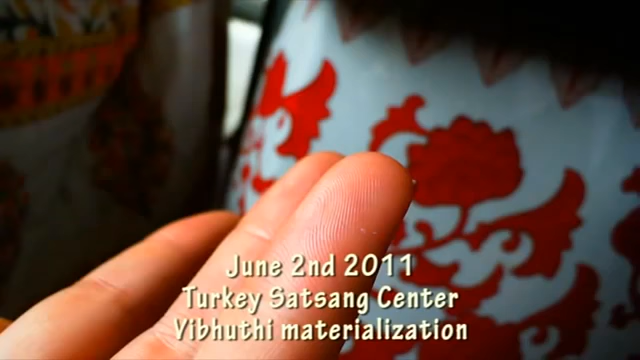 June 2nd 2011
Turkey Satsang Center
Vibhuthi materialization